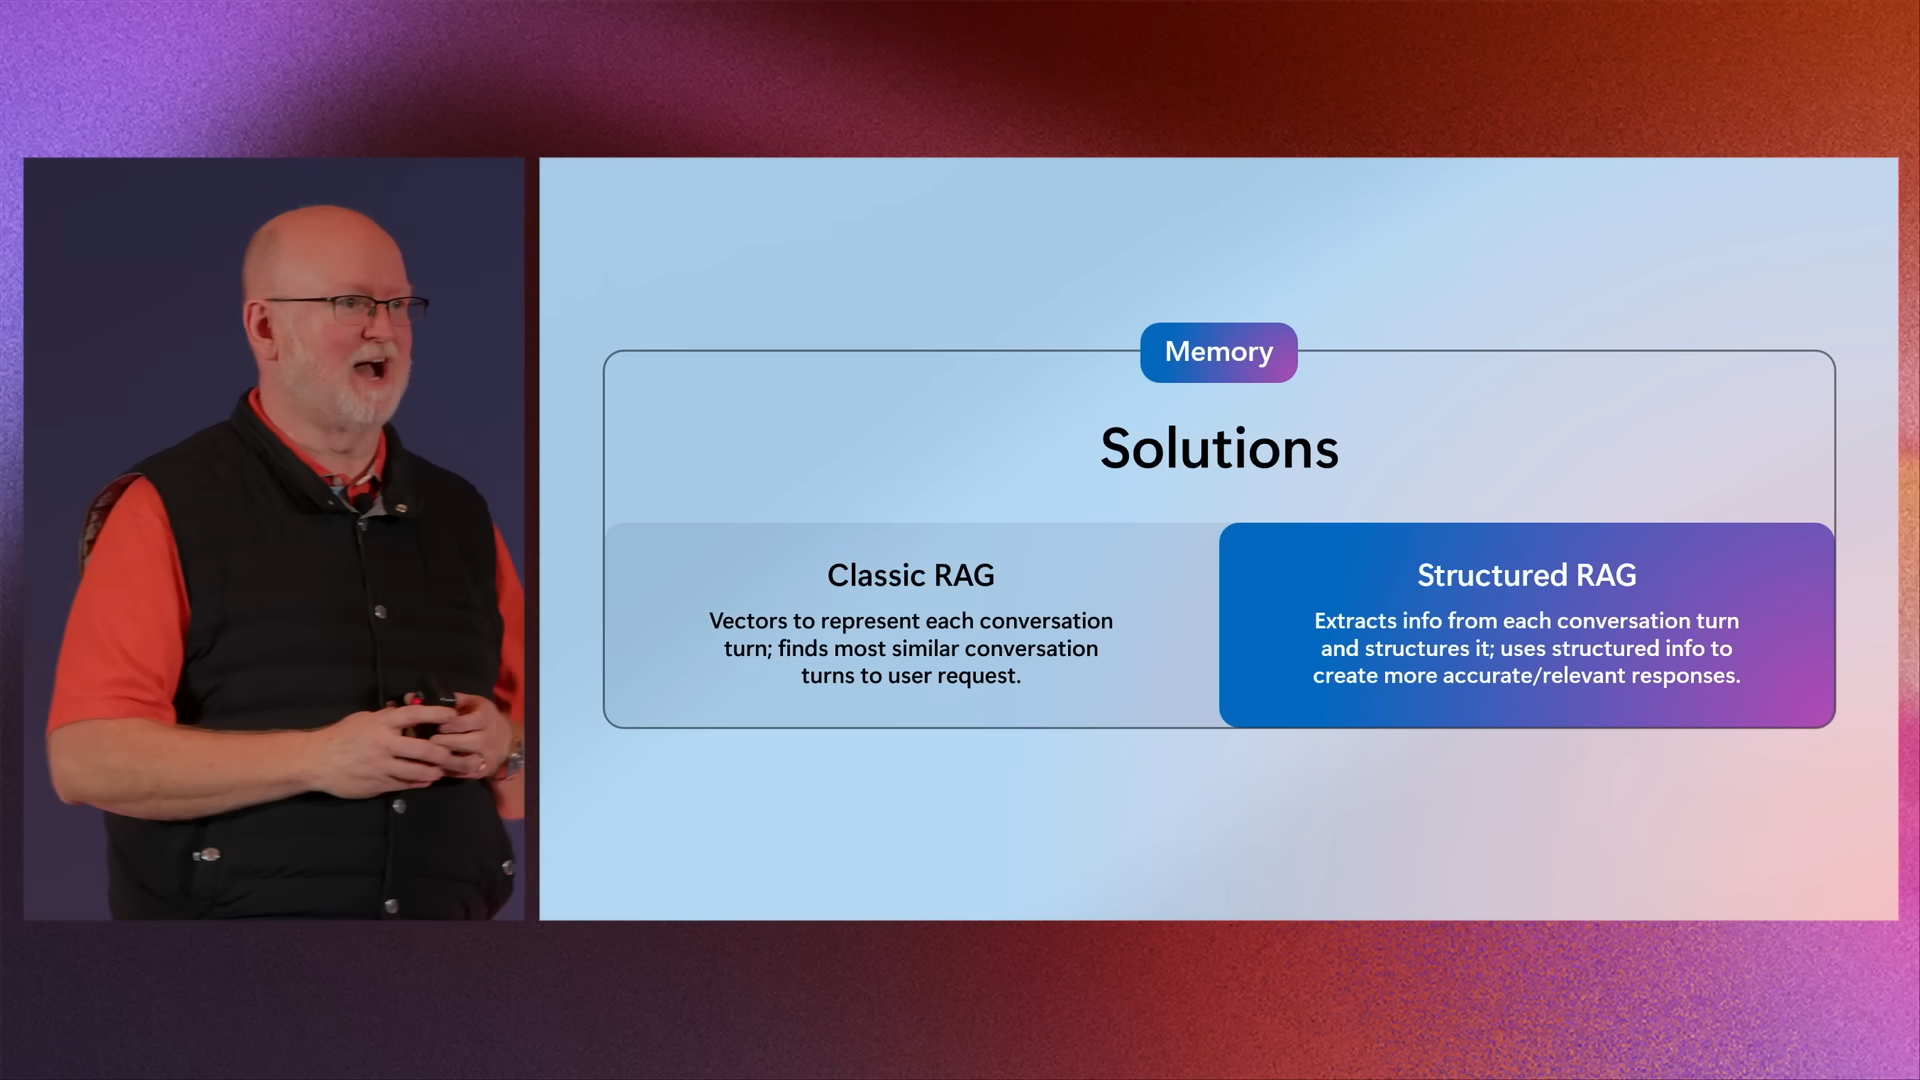 Memory
Solutions
Classic RAG
Vectors to represent each conversation
turn; finds most similar conversation
turns to user request.
Structured RAG
Extracts info from each conversation turn
and structures it; uses structured info to
create more accurate/relevant responses.